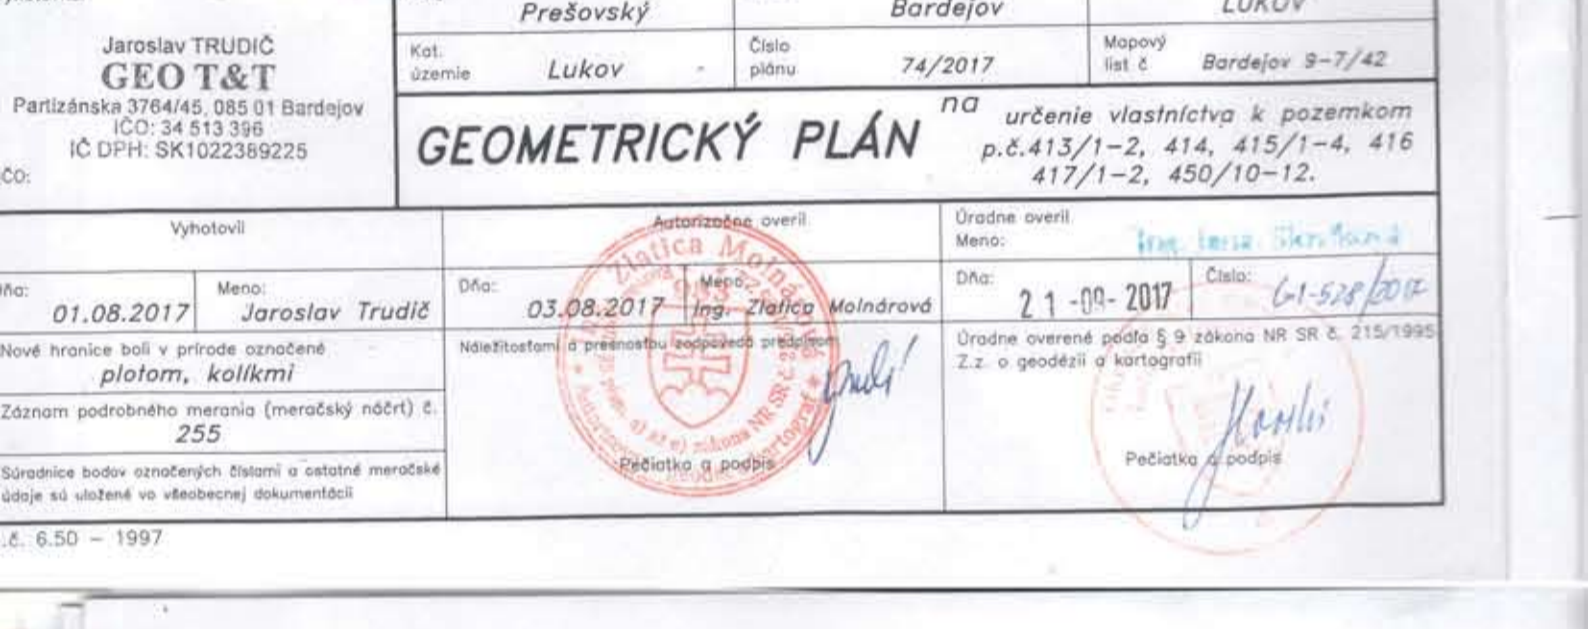 Prešovský
Bardejov
LUKOV
Jaroslav TRUDIČ
GEO T&T
Partizánska 3764/45, 085 01 Bardejov
IČO: 34 513 396
IČ DPH: SK1022389225
Kat. územie Lukov
Číslo plánu 74/2017
Mapový list č Bardejov 9-7/42
GEOMETRICKÝ PLÁN
na určenie vlastníctva k pozemkom
p.č.413/1-2, 414, 415/1-4, 416
417/1-2, 450/10-12.
Vyhotovil
Autorizačne overil
Úradne overil
Meno:
01.08.2017
Meno:
Jaroslav Trudič
Dňa:
03.08.2017
Meno:
Ing. Zlatica Molnárová
Dňa:
21-09-2017
Číslo:
G1-528/2017
Nové hranice boli v prírode označené
plotom, kolíkmi
Záznam podrobného merania (meračský náčrt) č.
255
Súradnice bodov označených číslami a ostatné meračské
údaje sú uložené vo všeobecnej dokumentácii
Náležitosťami a presnosťou zodpovedá predpisom
Pečiatka a podpis
Úradne overené podľa § 9 zákona NR SR č. 215/1995
Z.z. o geodézii a kartografii
Pečiatka a podpis
Zlatica Molnárová
.č. 6.50 - 1997